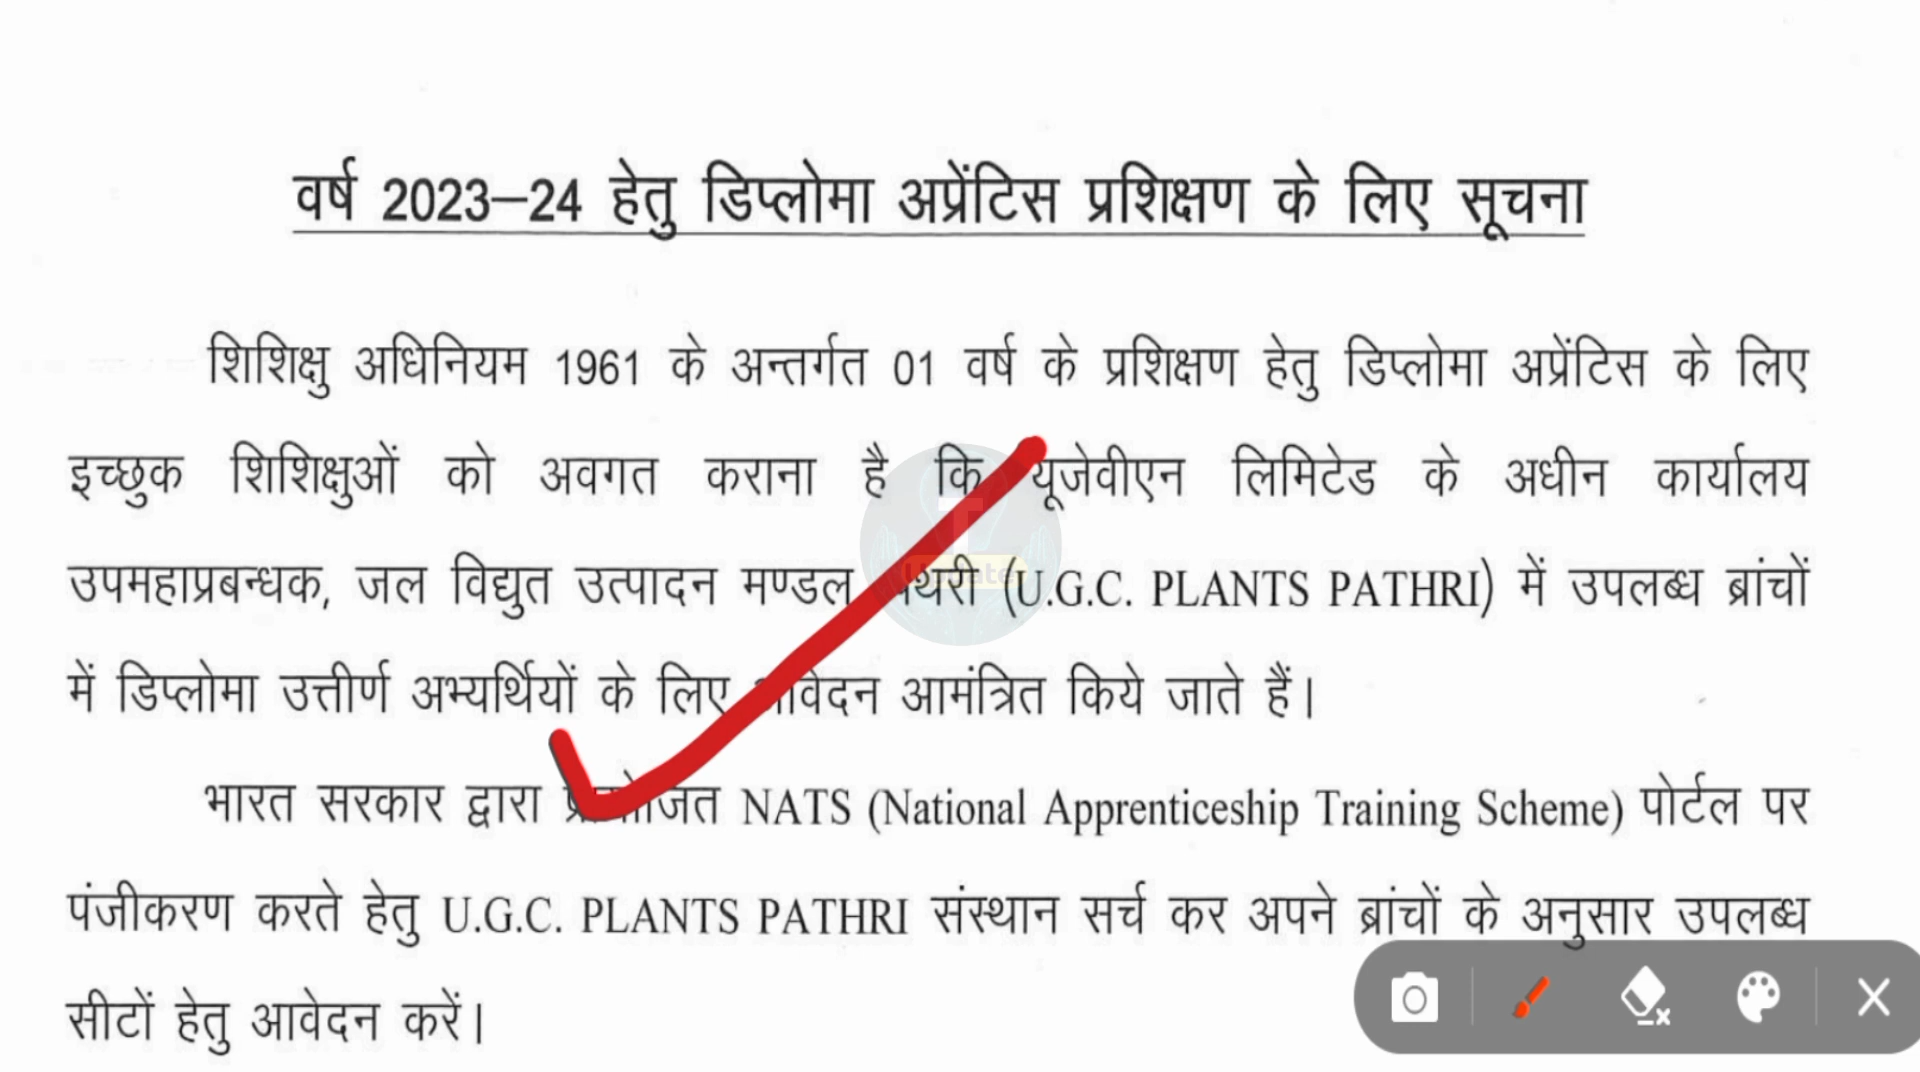 वर्ष 2023–24 हेतु डिप्लोमा अप्रेंटिस प्रशिक्षण के लिए सूचना
शिशिक्षु अधिनियम 1961 के अन्तर्गत 01 वर्ष के प्रशिक्षण हेतु डिप्लोमा अप्रेंटिस के लिए
इच्छुक शिशिक्षुओं को अवगत कराना है कि यूजेवीएन लिमिटेड के अधीन कार्यालय
उपमहाप्रबन्धक, जल विद्युत उत्पादन मण्डल पथरी (U.G.C. PLANTS PATHRI) में उपलब्ध ब्रांचों
में डिप्लोमा उत्तीर्ण अभ्यर्थियों के लिए आवेदन आमंत्रित किये जाते हैं।
भारत सरकार द्वारा NATS (National Apprenticeship Training Scheme) पोर्टल पर
पंजीकरण करते हेतु U.G.C. PLANTS PATHRI संस्थान सर्च कर अपने ब्रांचों के अनुसार उपलब्ध
सीटों हेतु आवेदन करें।